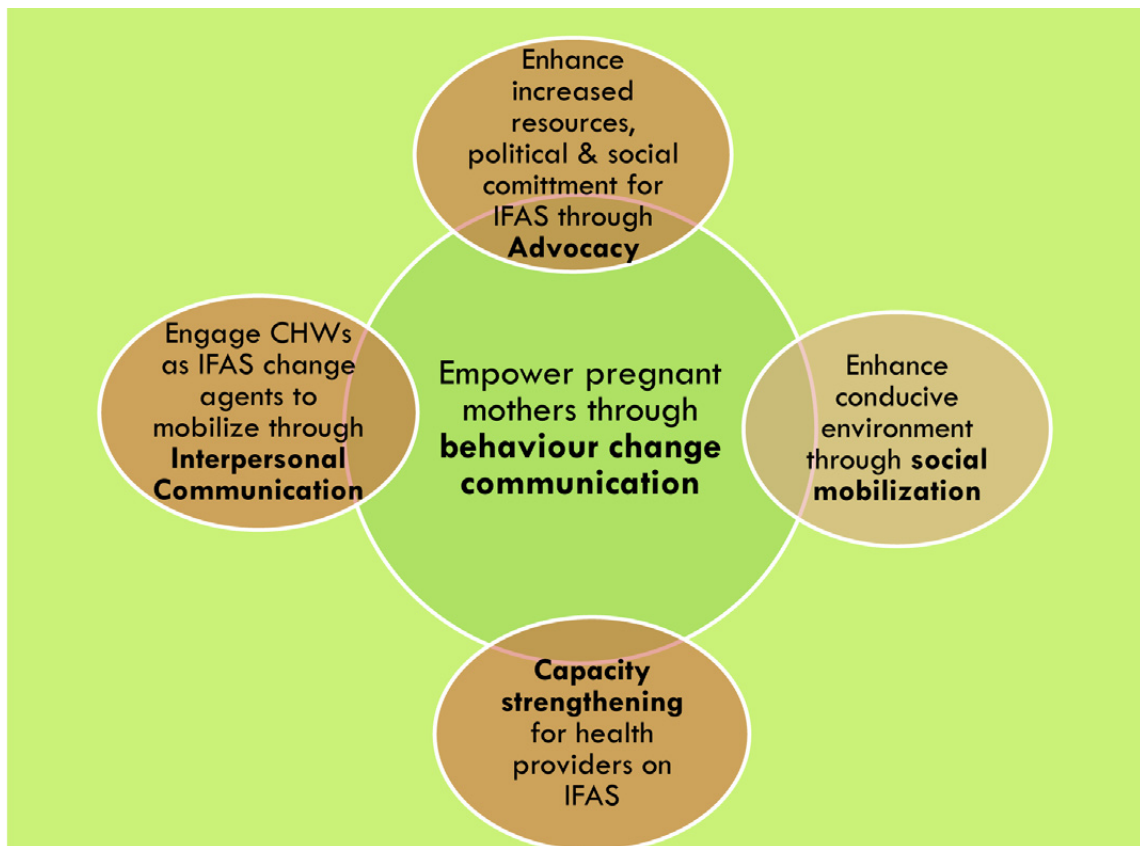 Enhance
increased
resources,
political & social
comittment for
IFAS through
Advocacy
Engage CHWs
as IFAS change
agents to
mobilize through
Interpersonal
Communication
Empower pregnant
mothers through
behaviour change
communication
Enhance
conducive
environment
through social
mobilization
Capacity
strengthening
for health
providers on
IFAS